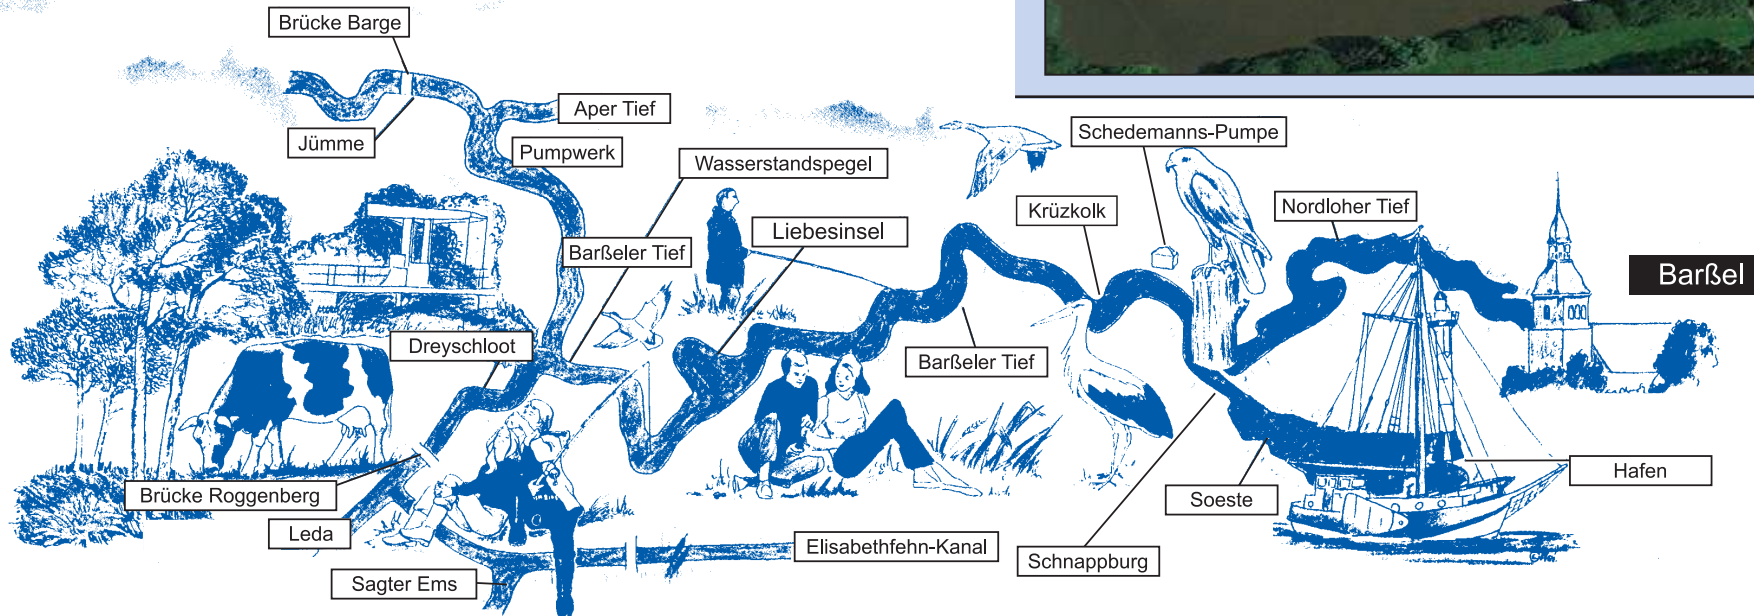 Brücke Barge
Aper Tief
Jümme
Pumpwerk
Wasserstandspegel
Schedemanns-Pumpe
Krüzkolk
Nordloher Tief
Liebesinsel
Barßeler Tief
Barßel
Dreyschloot
Barßeler Tief
Hafen
Brücke Roggenberg
Soeste
Leda
Elisabethfehn-Kanal
Schnappburg
Sagter Ems